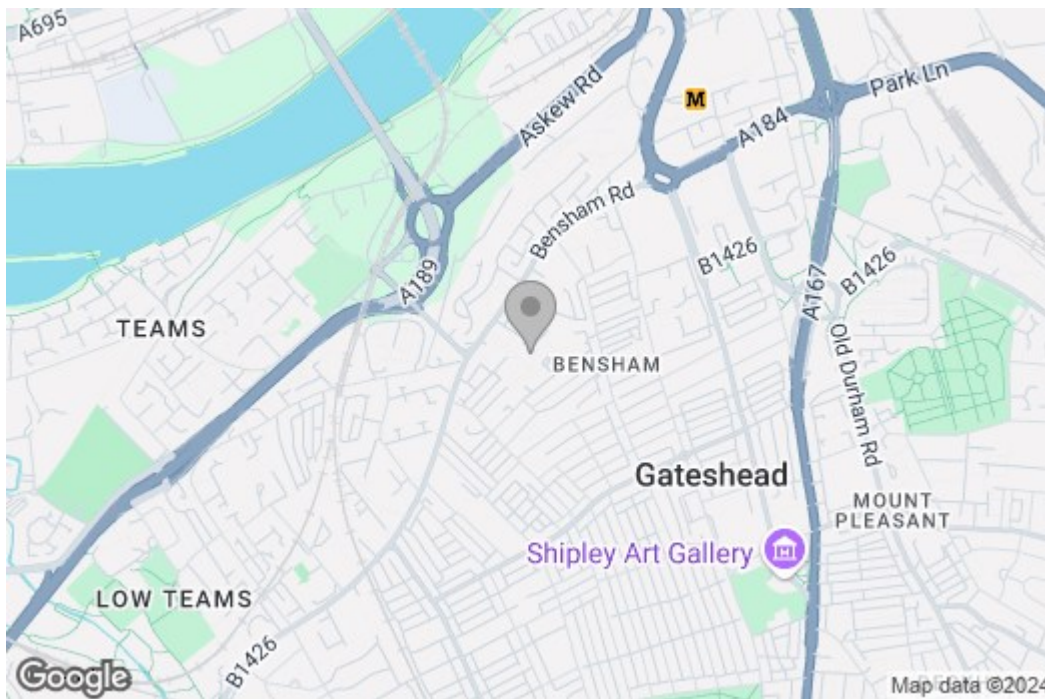 A695
Askew Rd
M
Park Ln
A184
Bensham Rd
B1426
A189
A167
B1426
TEAMS
BENSHAM
Old Durham Rd
Gateshead
MOUNT
PLEASANT
Shipley Art Gallery
LOW TEAMS
B1426
Google
Map data ©2024